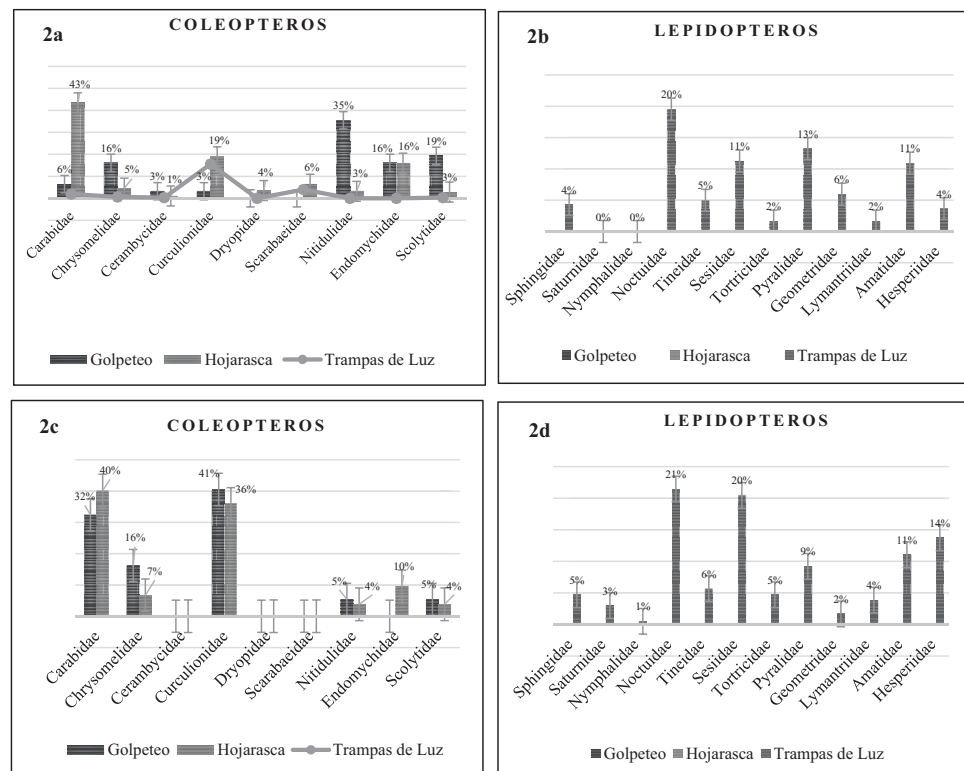 2a
COLEOPTEROS
6% 43% 16% 5% 3% 1% 3% 19% 4% 6% 35% 3% 16% 16% 19% 3%
Carabidae Chrysomelidae Cerambycidae Curculionidae Dryopidae Scarabaeidae Nitidulidae Endomychidae Scolytidae
Golpeteo Hojarasca Trampas de Luz
2b
LEPIDOPTEROS
4% 0% 0% 20% 5% 11% 2% 13% 6% 2% 11% 4%
Sphingidae Saturnidae Nymphalidae Noctuidae Tineidae Sesiidae Tortricidae Pyralidae Geometridae Lymantriidae Amatidae Hesperiidae
Golpeteo Hojarasca Trampas de Luz
2c
COLEOPTEROS
32% 40% 16% 7% 41% 36% 5% 4% 10% 5% 4%
Carabidae Chrysomelidae Cerambycidae Curculionidae Dryopidae Scarabaeidae Nitidulidae Endomychidae Scolytidae
Golpeteo Hojarasca Trampas de Luz
2d
LEPIDOPTEROS
5% 3% 1% 21% 6% 20% 5% 9% 2% 4% 11% 14%
Sphingidae Saturnidae Nymphalidae Noctuidae Tineidae Sesiidae Tortricidae Pyralidae Geometridae Lymantriidae Amatidae Hesperiidae
Golpeteo Hojarasca Trampas de Luz